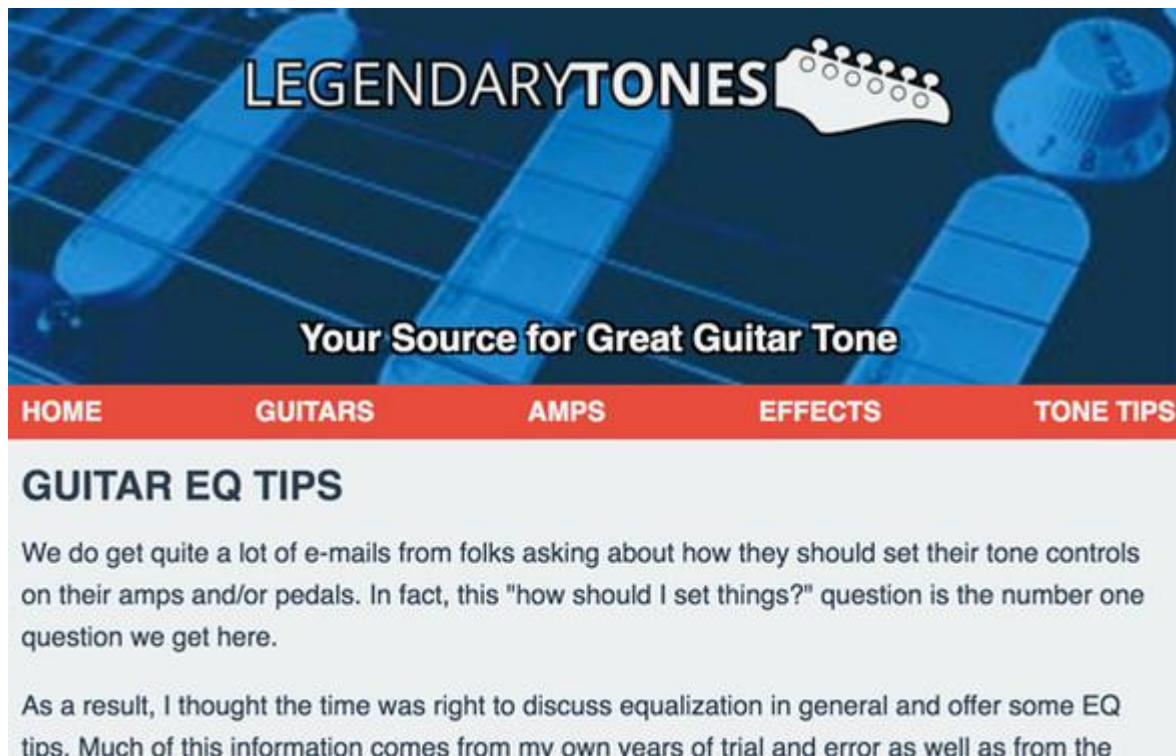 LEGENDARYTONES
Your Source for Great Guitar Tone
HOME GUITARS AMPS EFFECTS TONE TIPS
GUITAR EQ TIPS
We do get quite a lot of e-mails from folks asking about how they should set their tone controls
on their amps and/or pedals. In fact, this "how should I set things?" question is the number one
question we get here.
As a result, I thought the time was right to discuss equalization in general and offer some EQ
tips. Much of this information comes from my own years of trial and error as well as from the